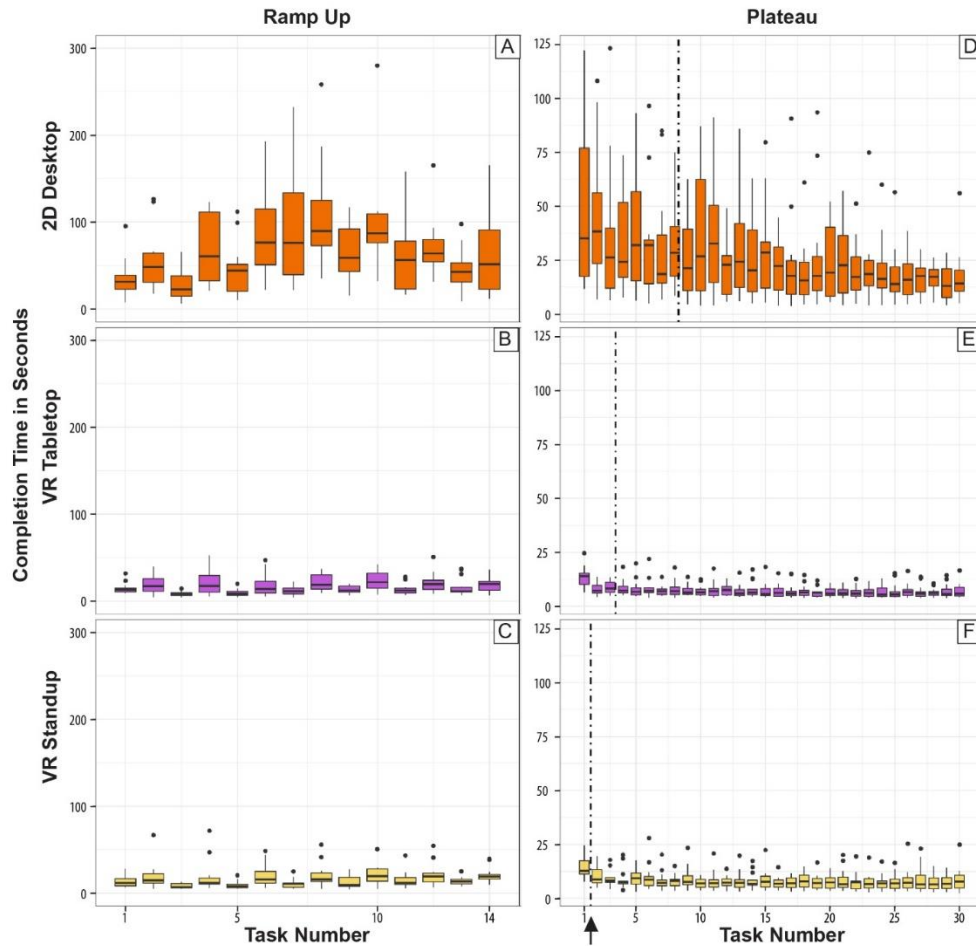 Ramp Up
Plateau
Completion Time in Seconds
2D Desktop
VR Tabletop
VR Standup
A
300
200
100
0
D
125
100
75
50
25
0
B
300
200
100
0
E
125
100
75
50
25
0
C
300
200
100
0
1
5
10
14
Task Number
F
125
100
75
50
25
0
1
5
10
15
20
25
30
Task Number